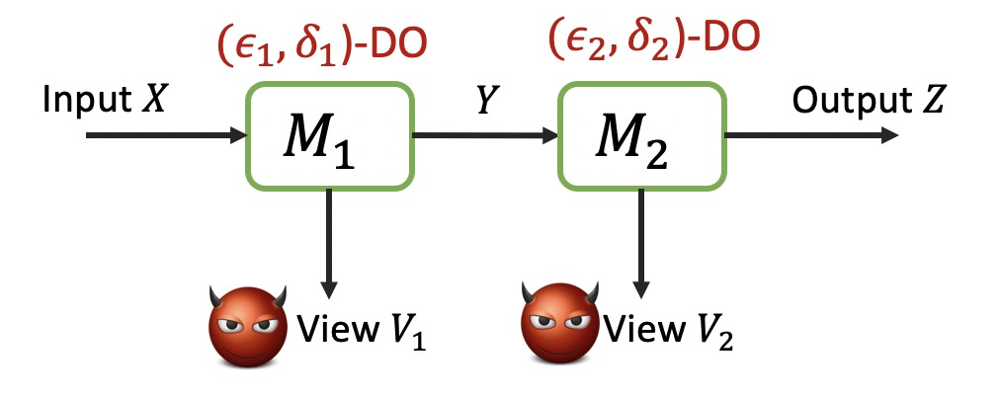 (ϵ₁, δ₁)-DO
(ϵ₂, δ₂)-DO
Input X
M₁
Y
M₂
Output Z
View V₁
View V₂